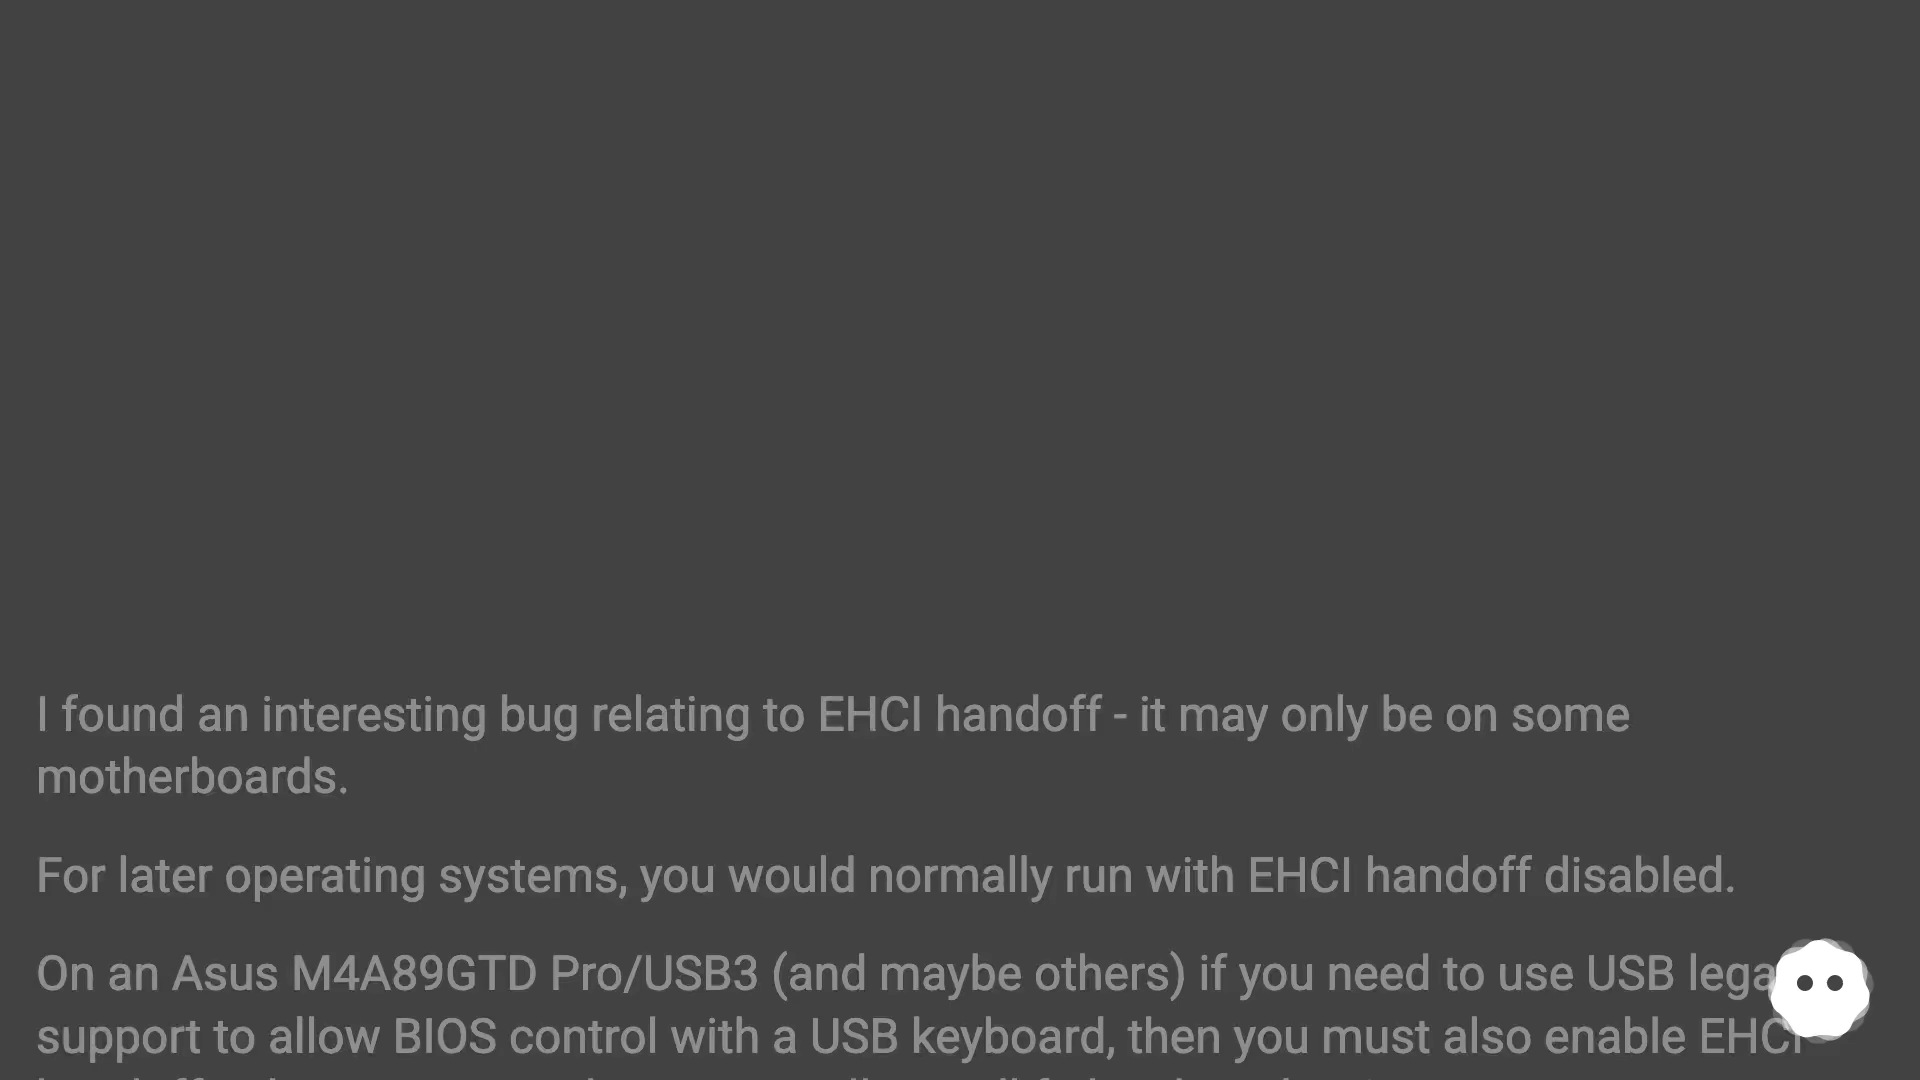 I found an interesting bug relating to EHCI handoff - it may only be on some
motherboards.
For later operating systems, you would normally run with EHCI handoff disabled.
On an Asus M4A89GTD Pro/USB3 (and maybe others) if you need to use USB
support to allow BIOS control with a USB keyboard, then you must also enable EHCI